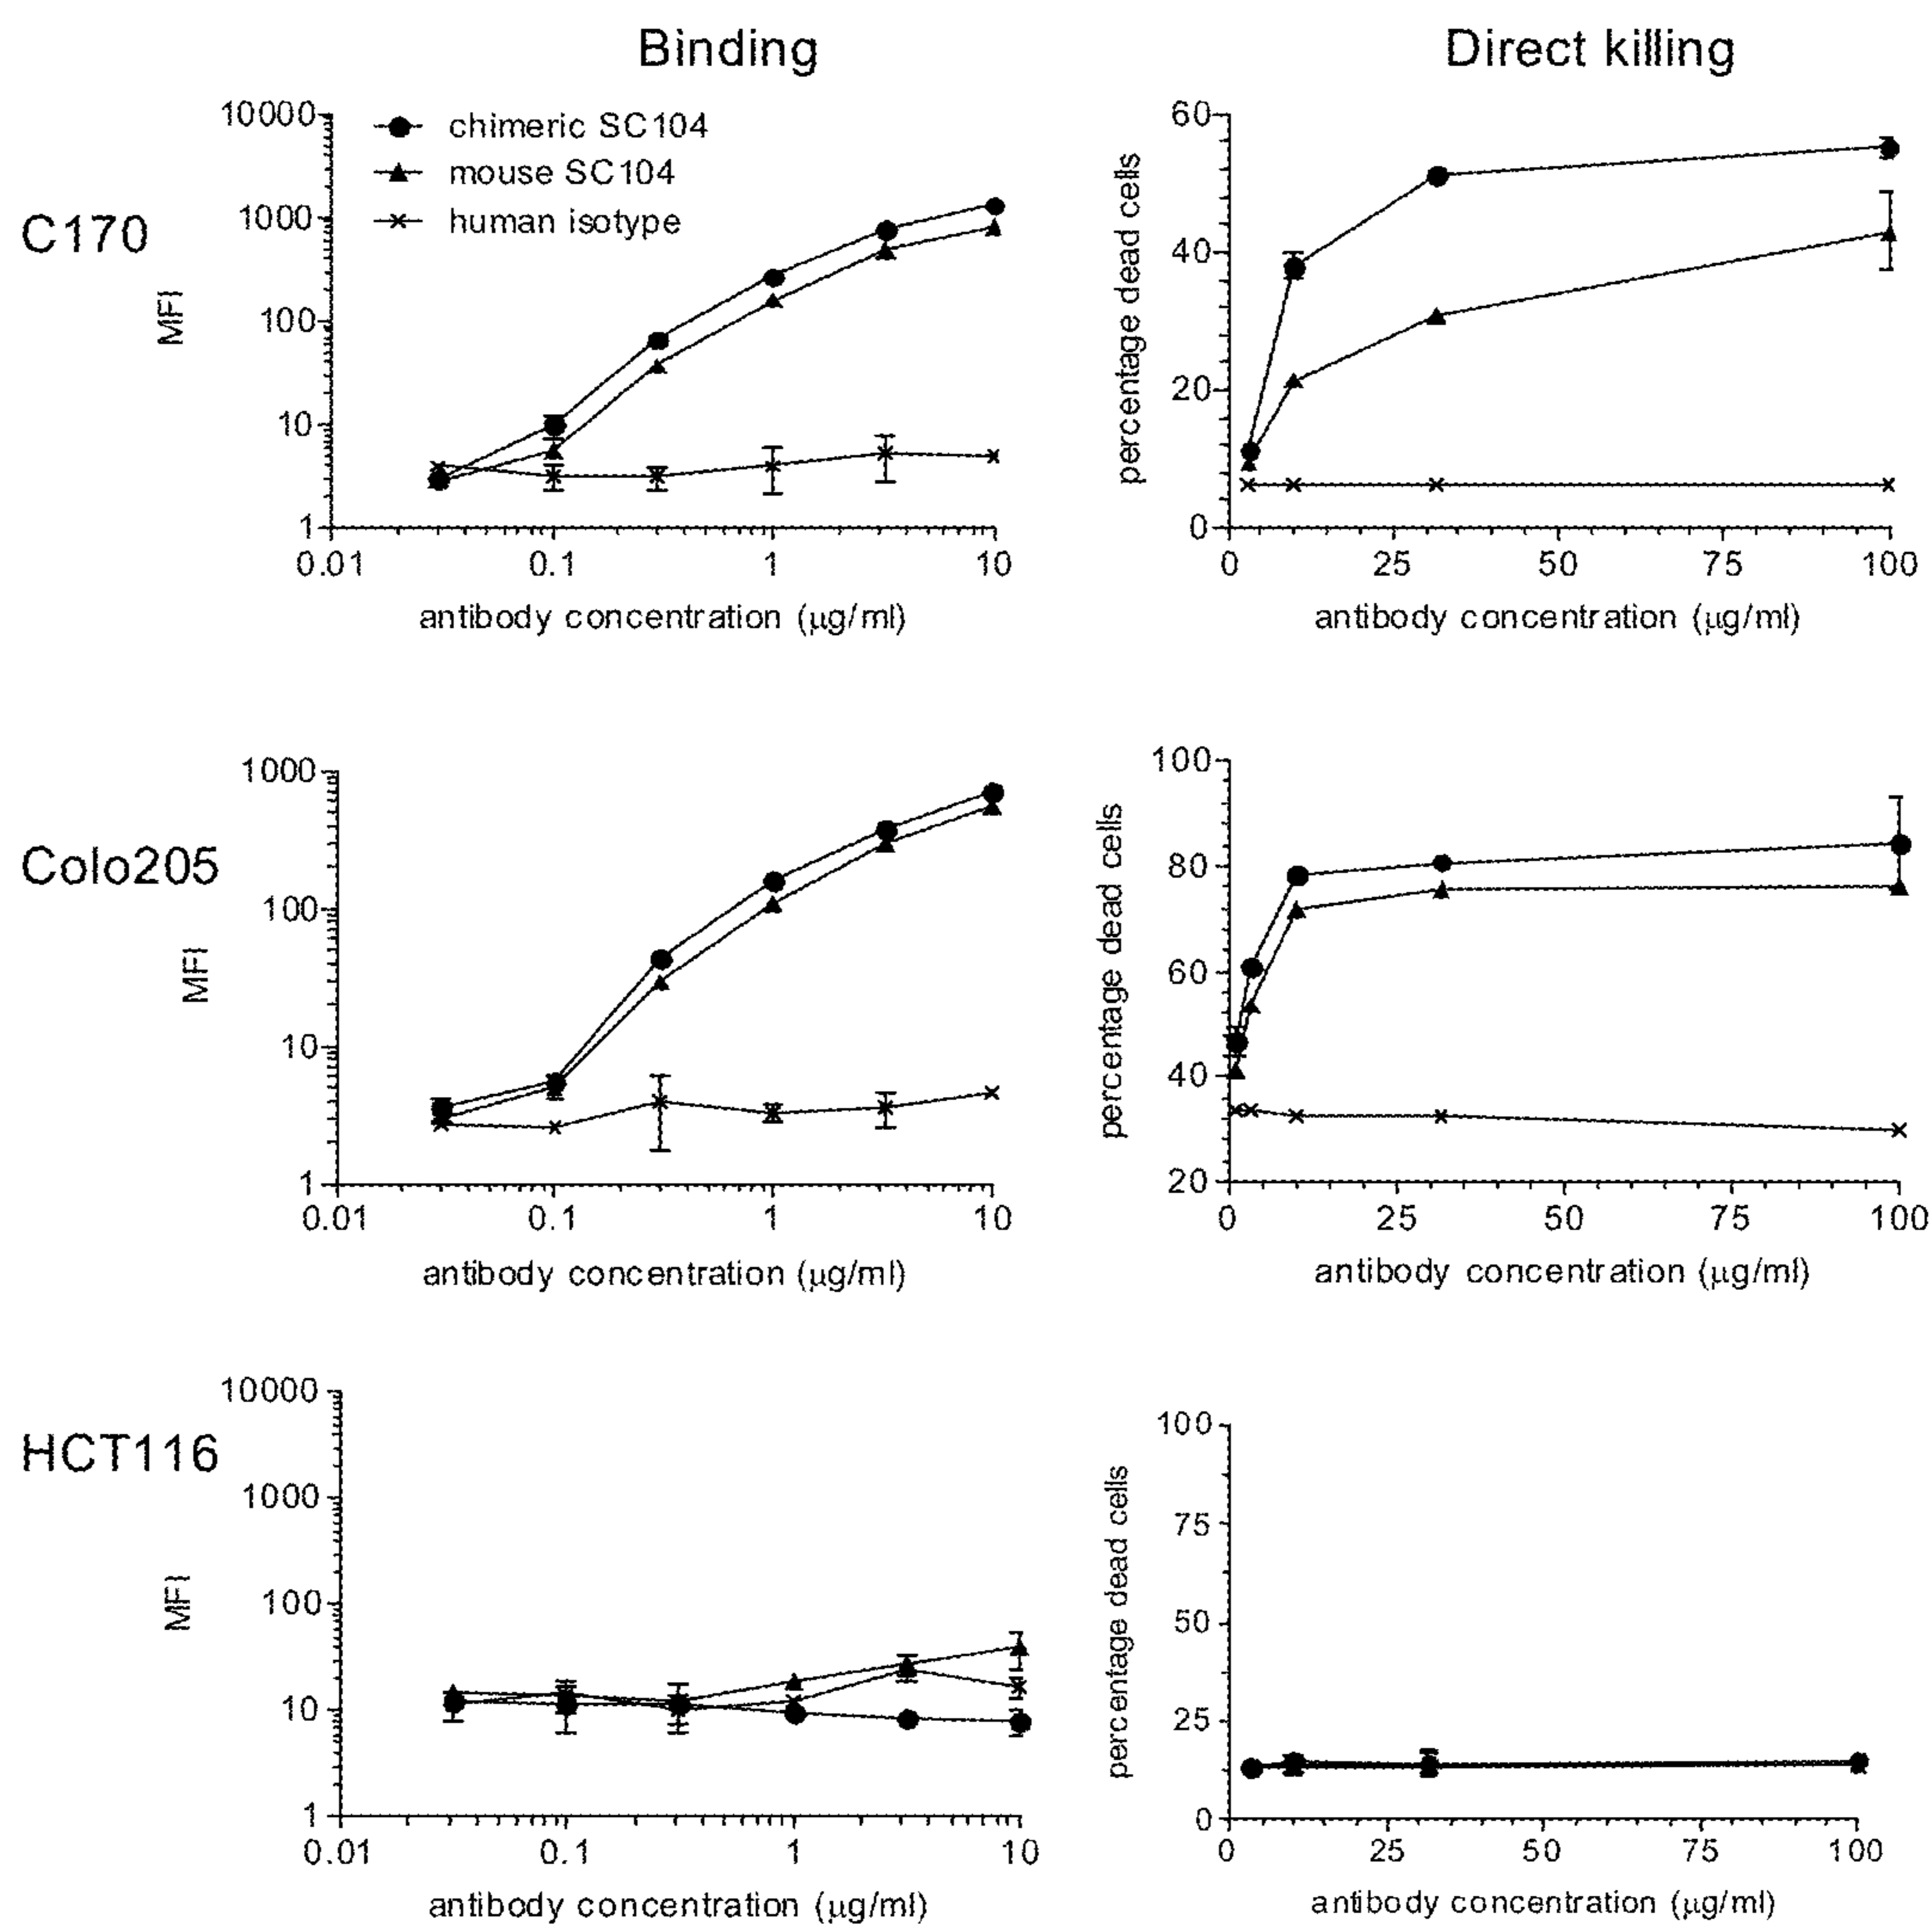 Binding
Direct killing
C170
10000
1000
100
10
1
MFI
chimeric SC104
mouse SC104
human isotype
0.01 0.1 1 10
antibody concentration (µg/ml)
60
40
20
0
percentage dead cells
0 25 50 75 100
antibody concentration (µg/ml)
Colo205
1000
100
10
1
MFI
0.01 0.1 1 10
antibody concentration (µg/ml)
100
80
60
40
20
percentage dead cells
0 25 50 75 100
antibody concentration (µg/ml)
HCT116
10000
1000
100
10
1
MFI
0.01 0.1 1 10
antibody concentration (µg/ml)
100
75
50
25
0
percentage dead cells
0 25 50 75 100
antibody concentration (µg/ml)